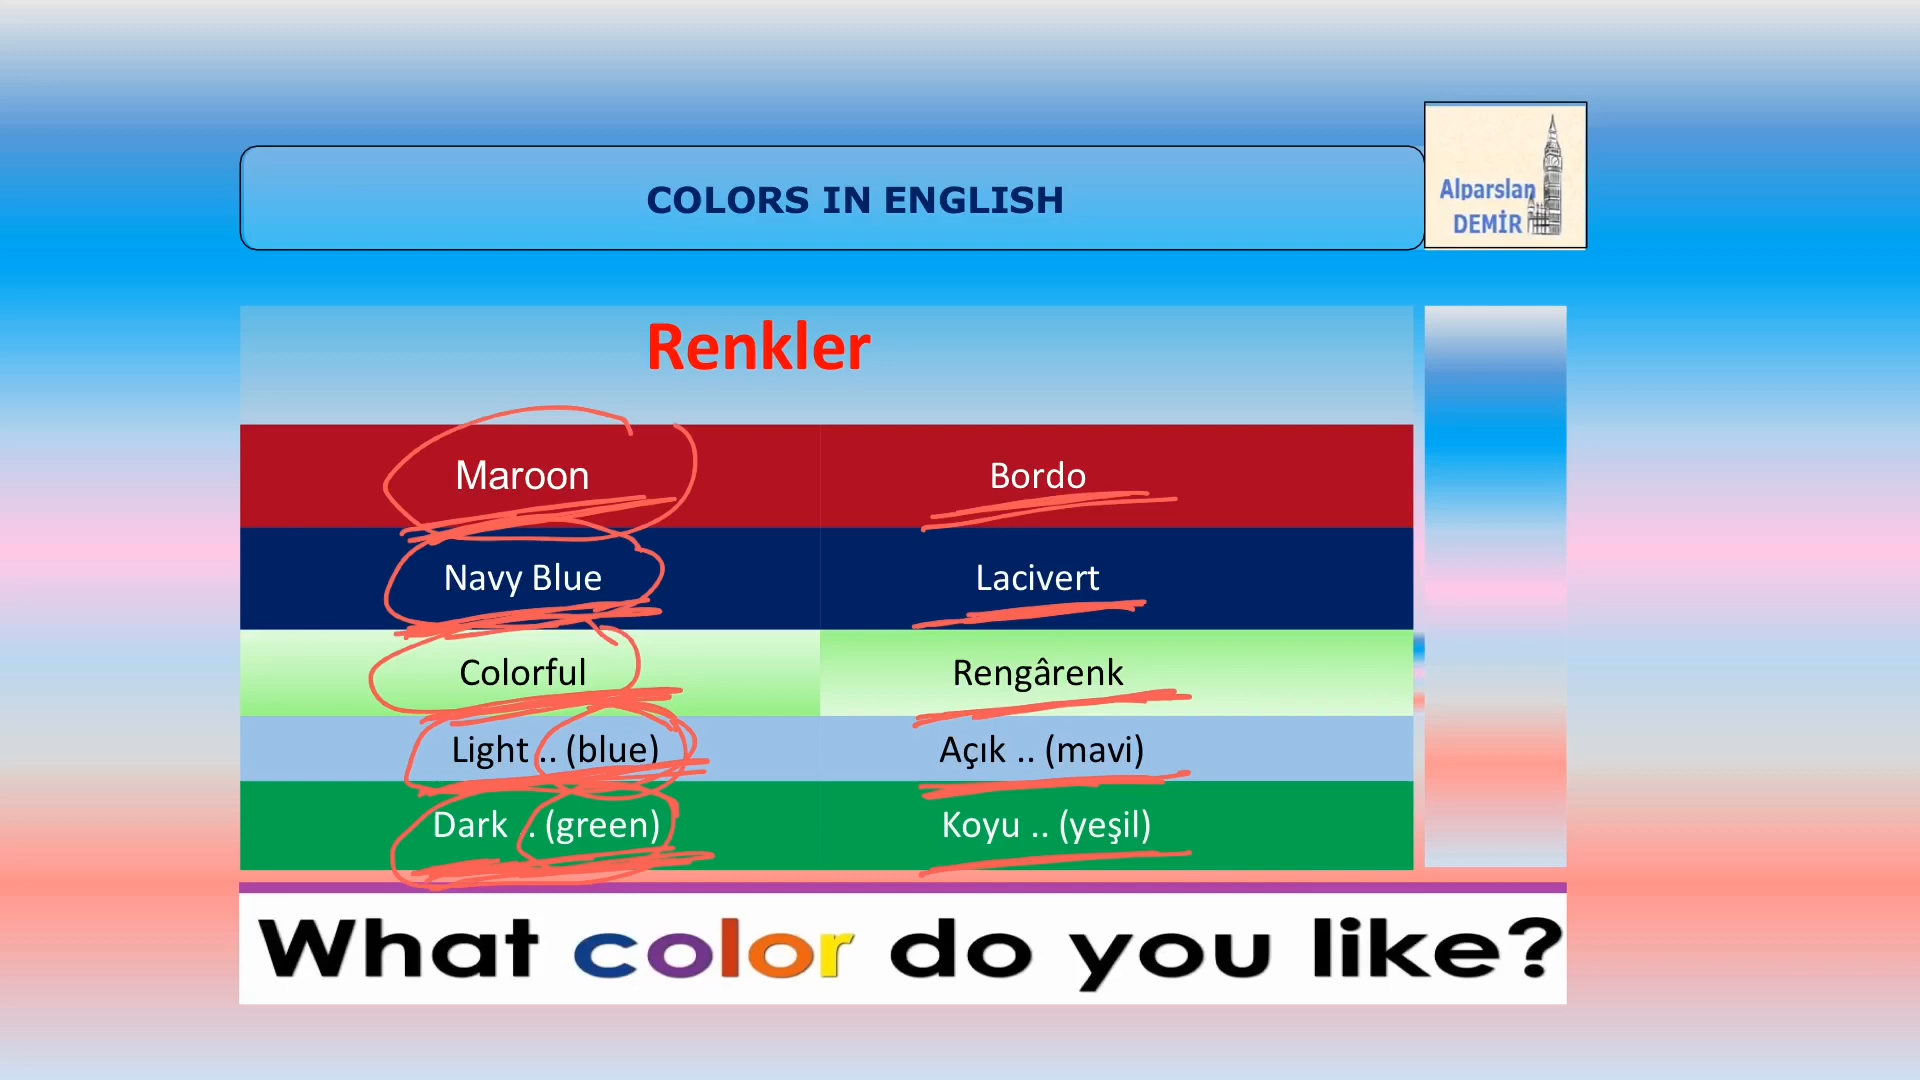 COLORS IN ENGLISH
Alparslan
DEMİR
Renkler
Maroon Bordo
Navy Blue Lacivert
Colorful Rengârenk
Light .. (blue) Açık .. (mavi)
Dark .. (green) Koyu .. (yeşil)
What color do you like?